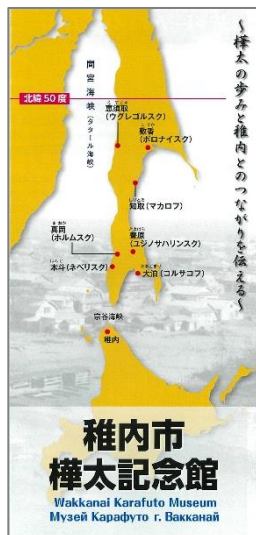 ～樺太の歩みと稚内とのつながりを伝える～
間宮海峡（タタール海峡）
北緯50度
恵須取
（ウグレゴルスク）
敷香
（ポロナイスク）
知取（マカロフ）
真岡
（ホルムスク）
豊原
（ユジノサハリンスク）
本斗（ネベリスク）
大泊（コルサコフ）
宗谷海峡
稚内
稚内市
樺太記念館
Wakkanai Karafuto Museum
Музей Карафуто г. Вакканай